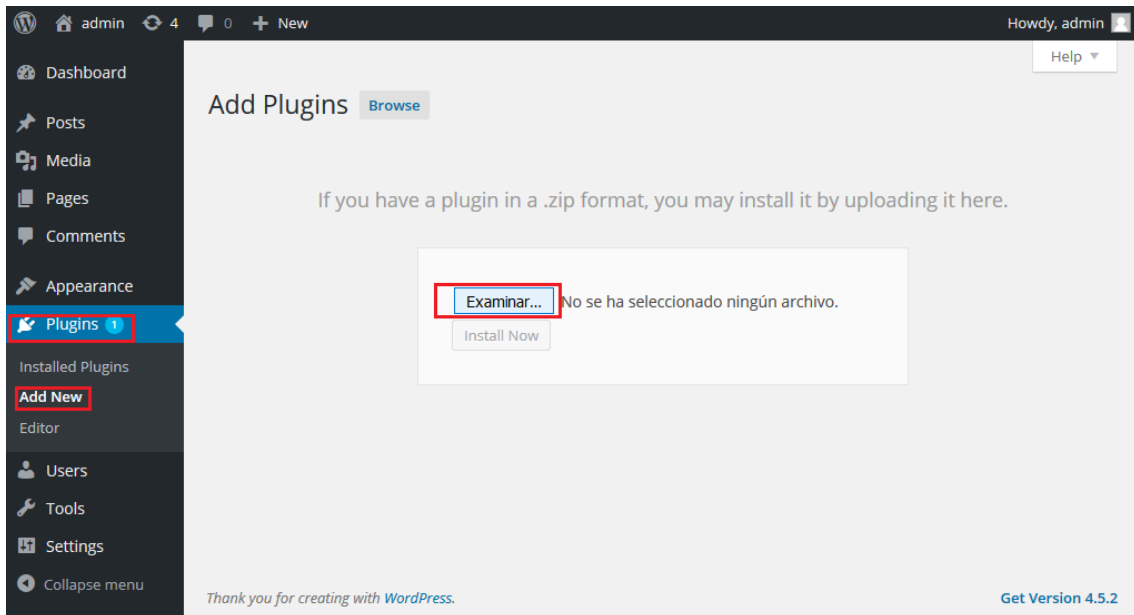 admin 4 0 New Howdy, admin
Help
Dashboard
Posts
Media
Pages
Comments
Appearance
Plugins 1
Installed Plugins
Add New
Editor
Users
Tools
Settings
Collapse menu
Add Plugins Browse
If you have a plugin in a .zip format, you may install it by uploading it here.
Examinar... No se ha seleccionado ningún archivo.
Install Now
Thank you for creating with WordPress. Get Version 4.5.2